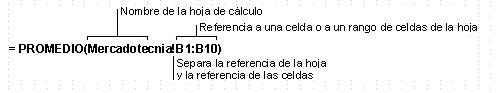 Nombre de la hoja de cálculo
Referencia a una celda o a un rango de celdas de la hoja
= PROMEDIO(Mercadotecnia!B1:B10)
Separa la referencia de la hoja
y la referencia de las celdas